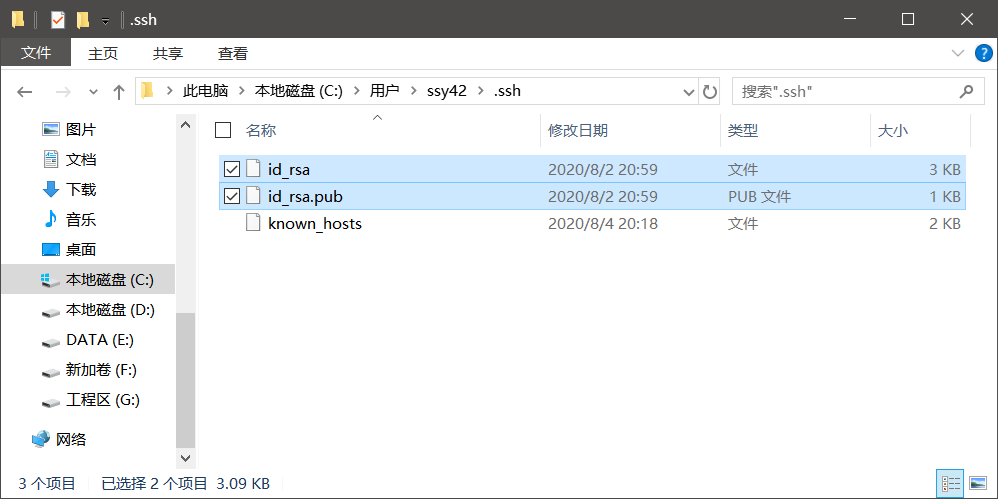 .ssh
文件 主页 共享 查看
此电脑 本地磁盘 (C:) 用户 ssy42 .ssh 搜索".ssh"
名称 修改日期 类型 大小
图片
文档
下载
音乐
桌面
本地磁盘 (C:)
本地磁盘 (D:)
DATA (E:)
新加卷 (F:)
工程区 (G:)
网络
id_rsa 2020/8/2 20:59 文件 3 KB
id_rsa.pub 2020/8/2 20:59 PUB 文件 1 KB
known_hosts 2020/8/4 20:18 文件 2 KB
3 个项目 已选择 2 个项目 3.09 KB